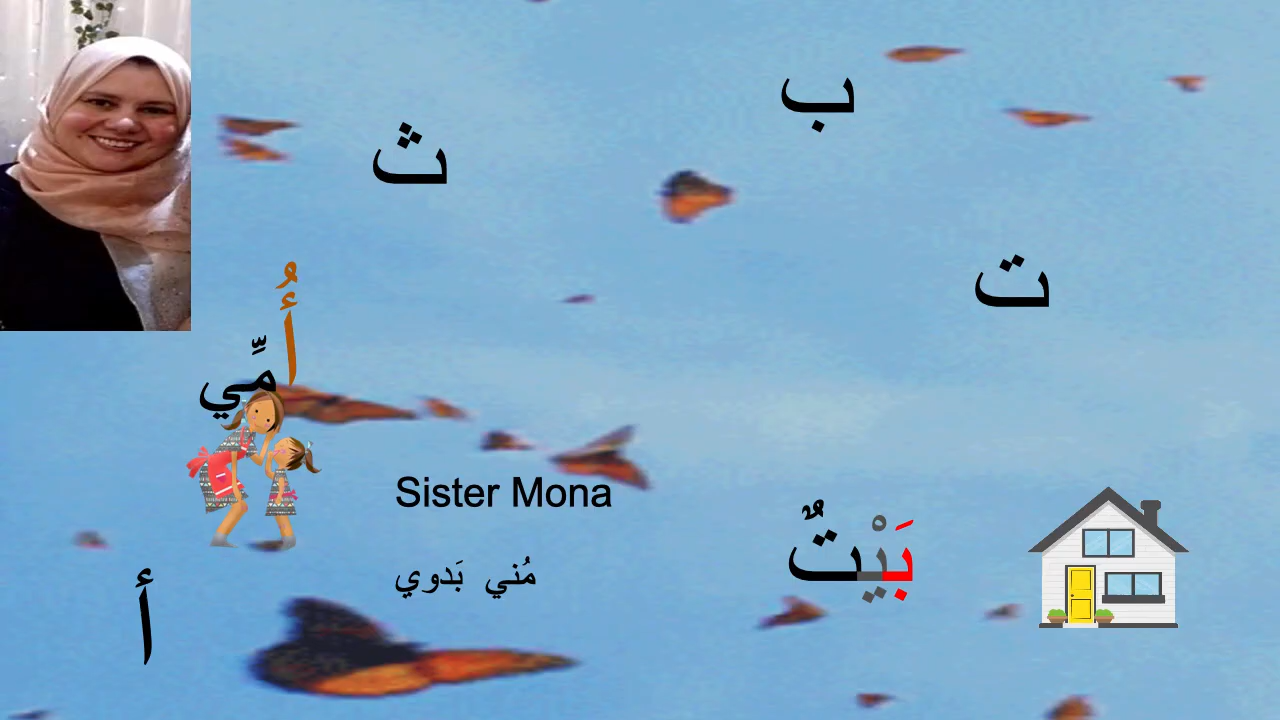 ب
ث
ت
أُمِّي
Sister Mona
بَيْتٌ
مُني بَدوي
أ